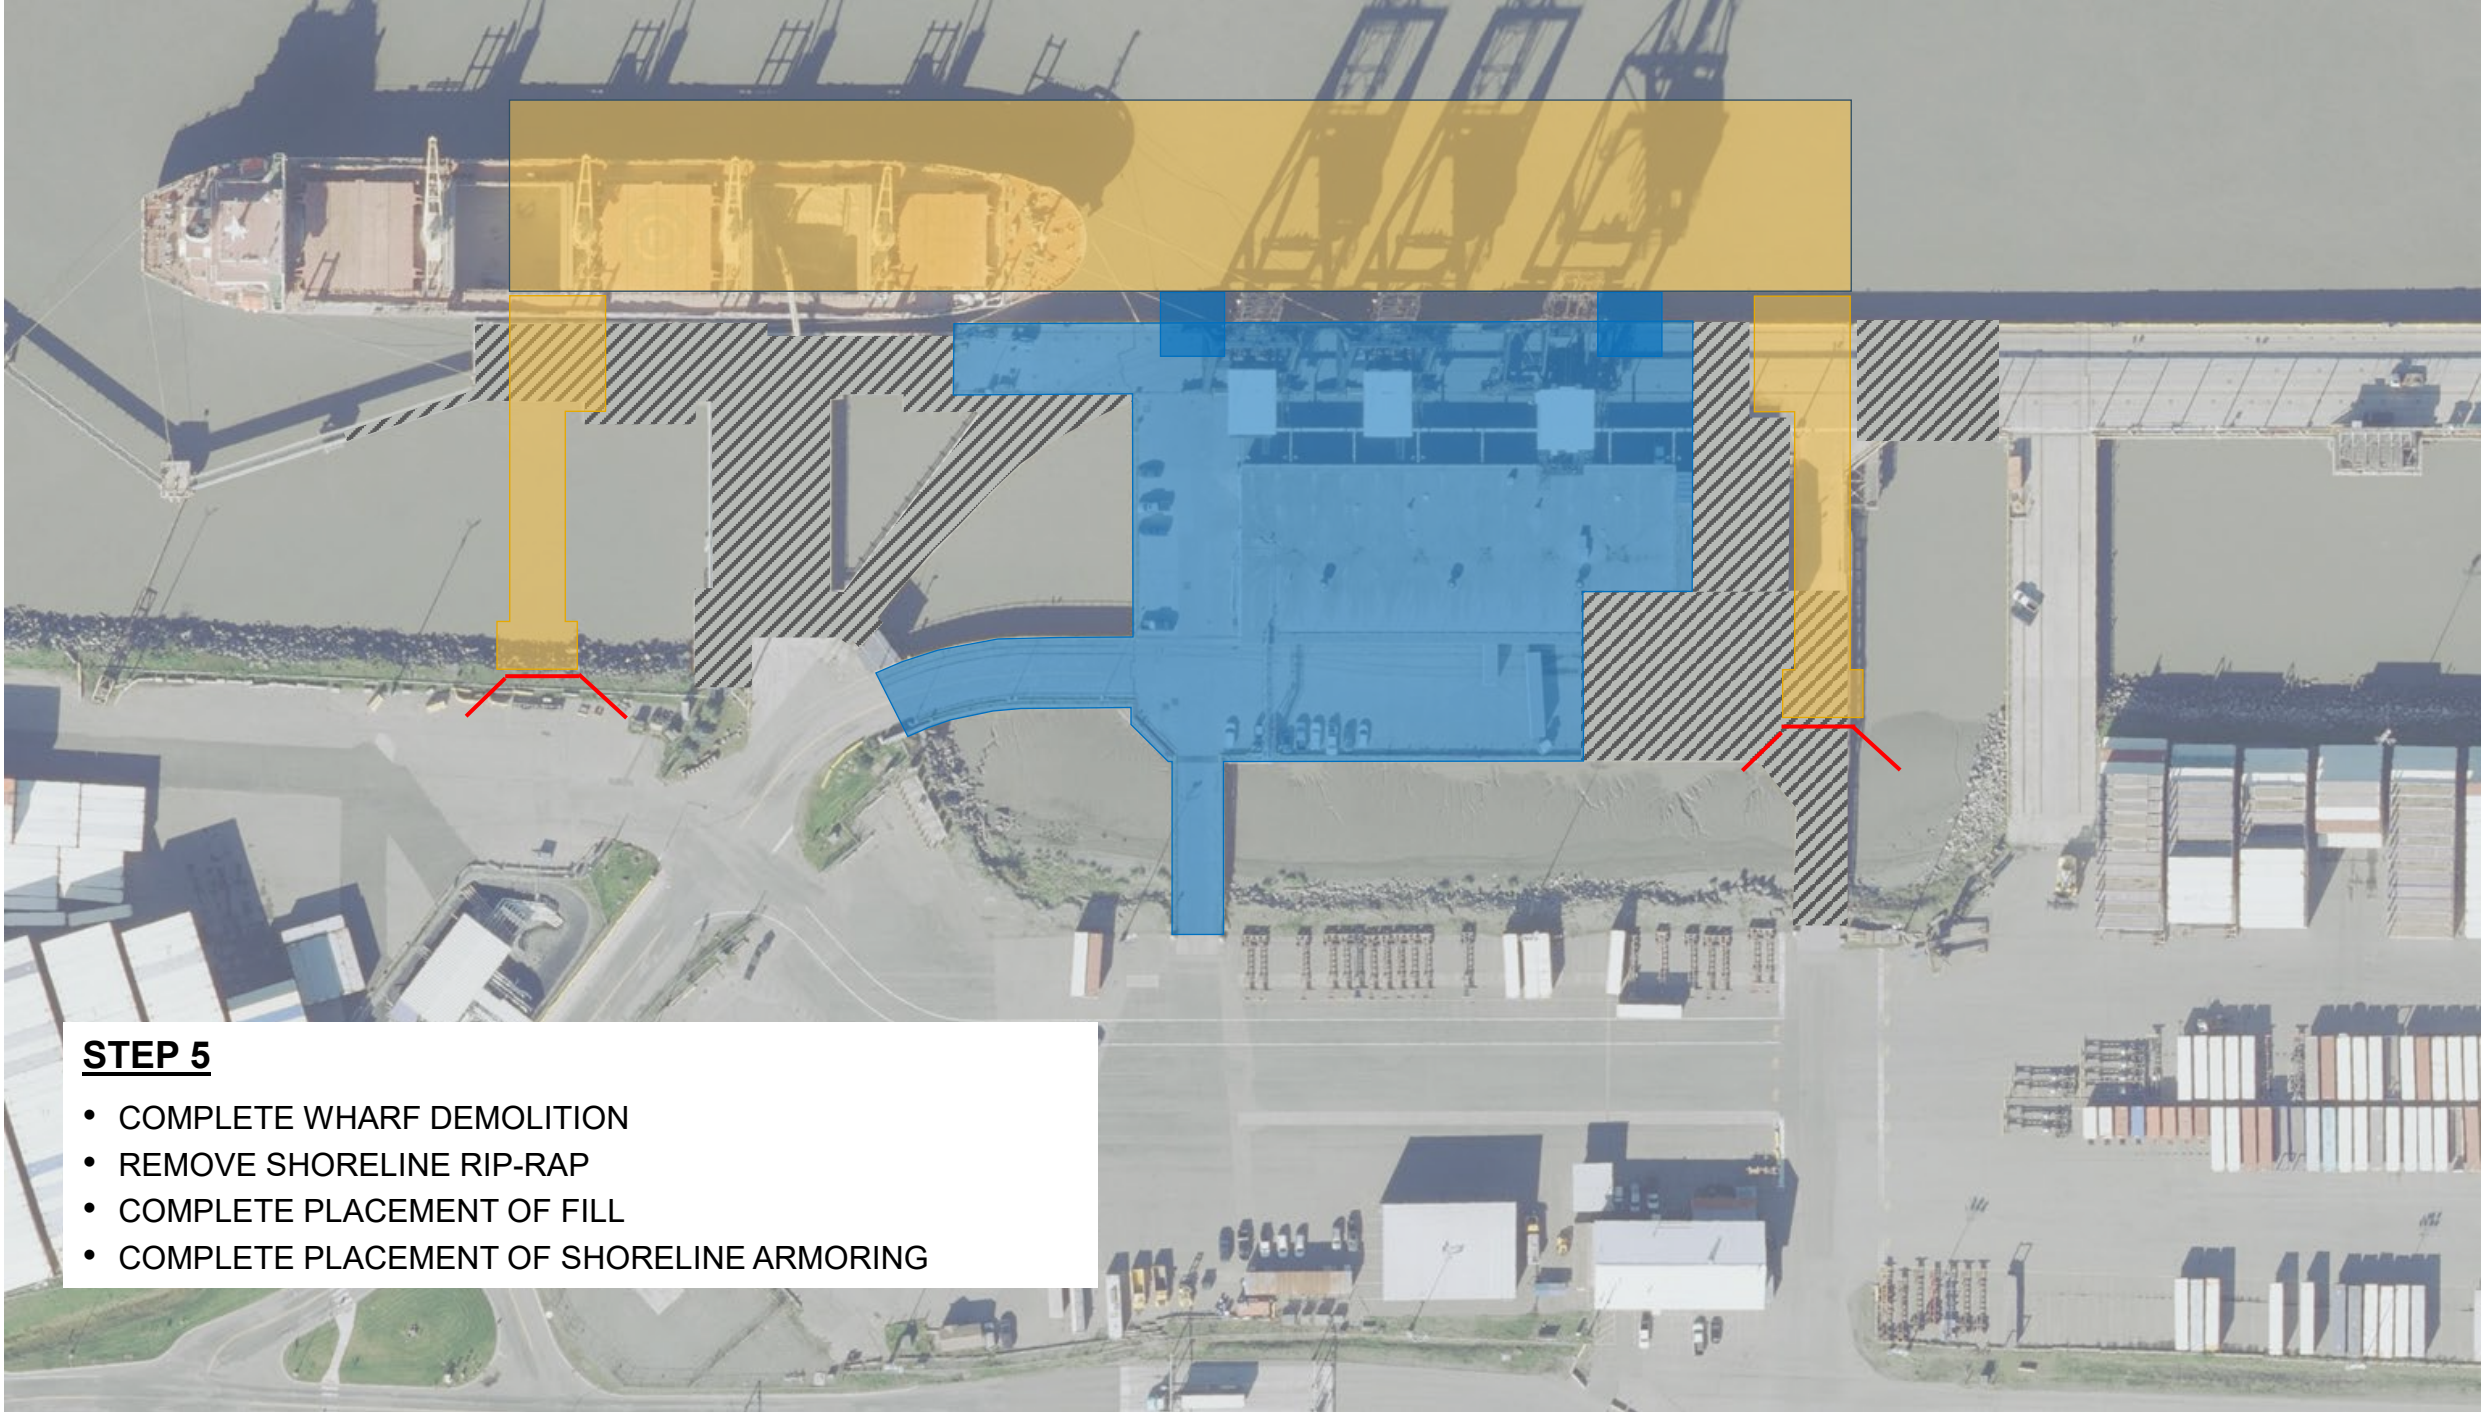 STEP 5
• COMPLETE WHARF DEMOLITION
• REMOVE SHORELINE RIP-RAP
• COMPLETE PLACEMENT OF FILL
• COMPLETE PLACEMENT OF SHORELINE ARMORING